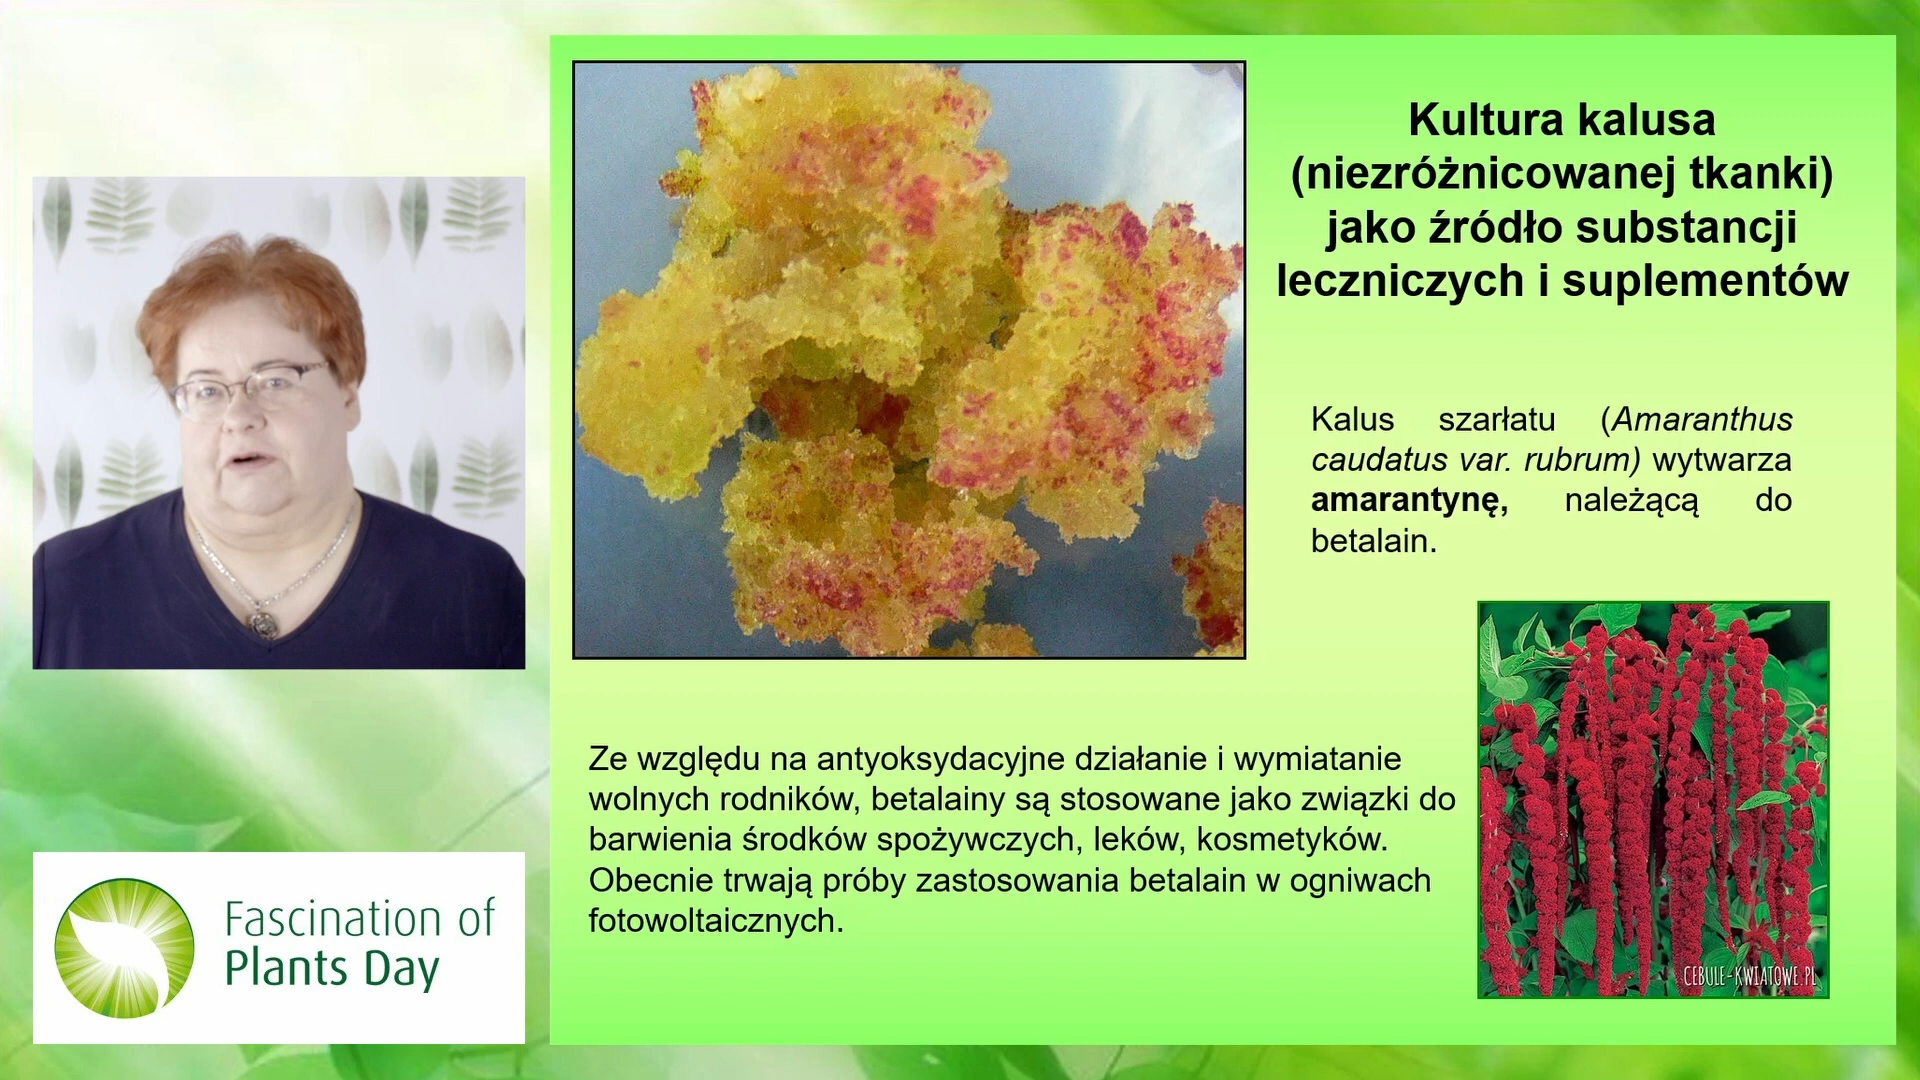 Kultura kalusa
(niezróżnicowanej tkanki)
jako źródło substancji
leczniczych i suplementów
Kalus szarłatu (Amaranthus
caudatus var. rubrum) wytwarza
amarantynę, należącą do
betalain.
Ze względu na antyoksydacyjne działanie i wymiatanie
wolnych rodników, betalainy są stosowane jako związki do
barwienia środków spożywczych, leków, kosmetyków.
Obecnie trwają próby zastosowania betalain w ogniwach
fotowoltaicznych.
CEBULE-KWIATOWE.PL
Fascination of
Plants Day